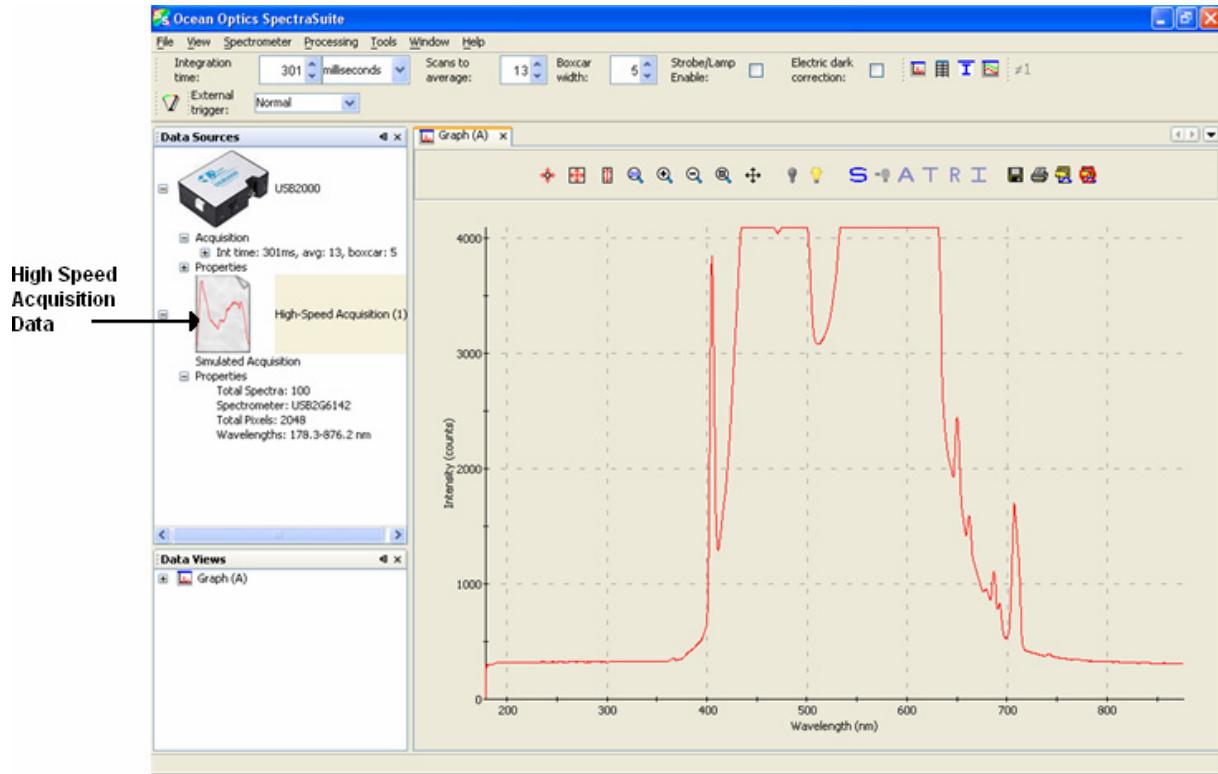 Ocean Optics SpectraSuite
File View Spectrometer Processing Tools Window Help
Integration time: 301 milliseconds Scans to average: 13 Boxcar width: 5 Strobe/Lamp Enable: Electric dark correction: ≠1
External trigger: Normal
Data Sources
USB2000
Acquisition
Int time: 301ms, avg: 13, boxcar: 5
Properties
High-Speed Acquisition (1)
Simulated Acquisition
Properties
Total Spectra: 100
Spectrometer: USB2G6142
Total Pixels: 2048
Wavelengths: 178.3-876.2 nm
High Speed
Acquisition
Data
Data Views
Graph (A)
Graph (A)
S A T R I
4000
3000
2000
1000
0
Intensity (counts)
200 300 400 500 600 700 800
Wavelength (nm)